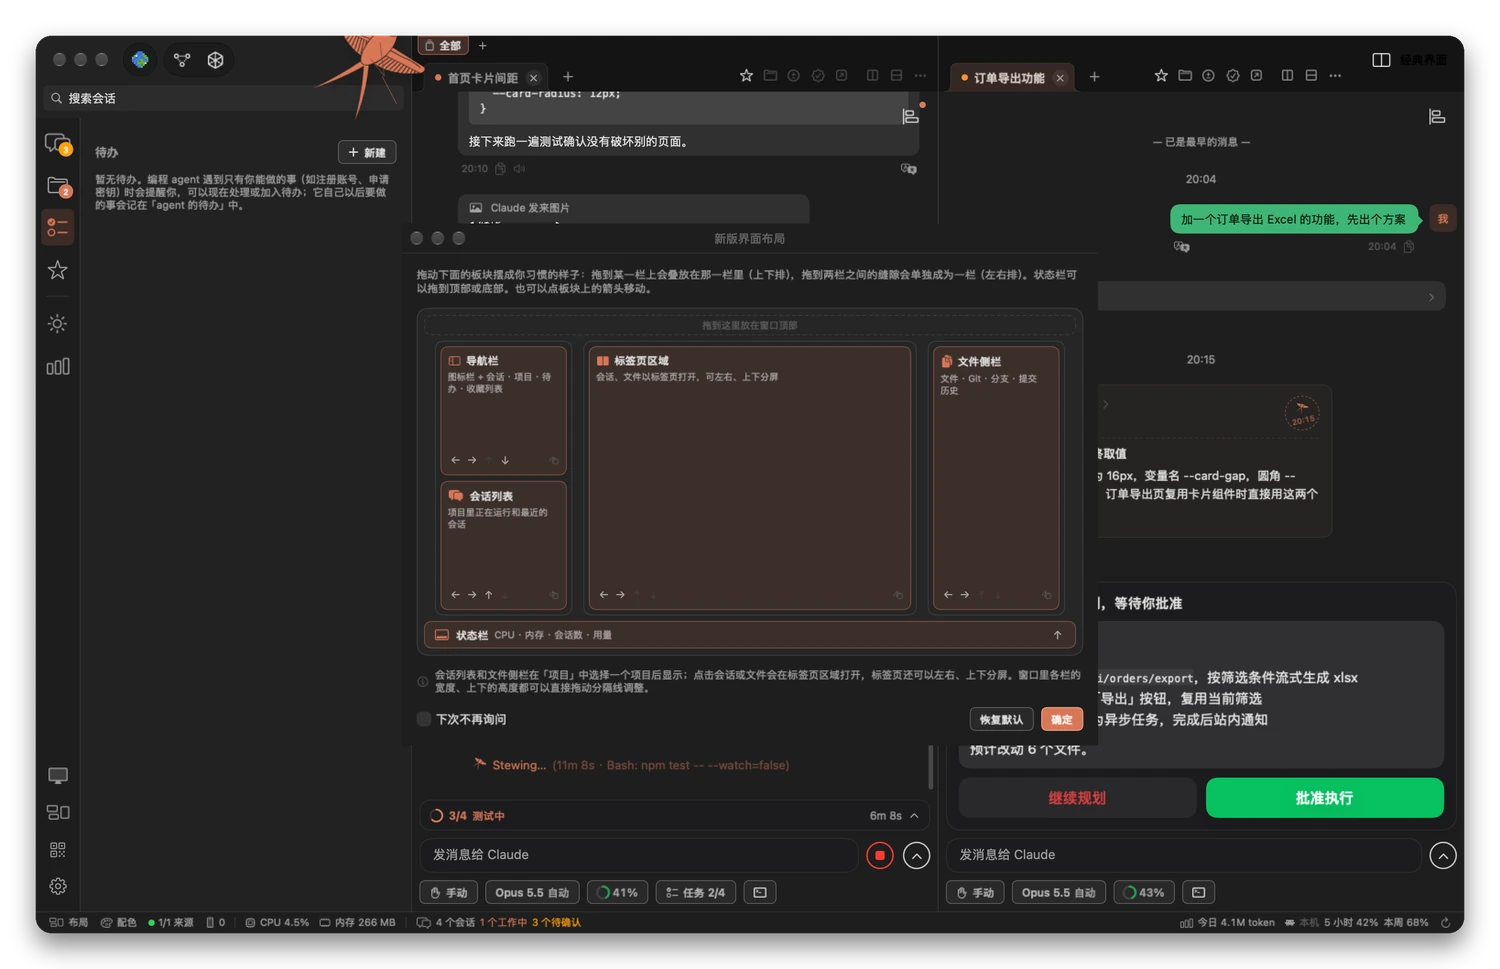 全部
首页卡片间距
订单导出功能
经典界面
搜索会话
3
2
待办
新建
暂无待办。编程 agent 遇到只有你能做的事（如注册账号、申请
密钥）时会提醒你，可以现在处理或加入待办；它自己以后要做
的事会记在「agent 的待办」中。
--card-radius: 12px;
}
接下来跑一遍测试确认没有破坏别的页面。
20:10
Claude 发来图片
— 已是最早的消息 —
20:04
加一个订单导出 Excel 的功能，先出个方案
我
20:04
20:15
20:15
终取值
为 16px，变量名 --card-gap，圆角 --
订单导出页复用卡片组件时直接用这两个
新版界面布局
拖动下面的板块摆成你习惯的样子：拖到某一栏上会叠放在那一栏里（上下排），拖到两栏之间的缝隙会单独成为一栏（左右排）。状态栏可
以拖到顶部或底部。也可以点板块上的箭头移动。
拖到这里放在窗口顶部
导航栏
图标栏 + 会话 · 项目 · 待
办 · 收藏列表
会话列表
项目里正在运行和最近的
会话
标签页区域
会话、文件以标签页打开，可左右、上下分屏
文件侧栏
文件 · Git · 分支 · 提交
历史
状态栏 CPU · 内存 · 会话数 · 用量
会话列表和文件侧栏在「项目」中选择一个项目后显示；点击会话或文件会在标签页区域打开，标签页还可以左右、上下分屏。窗口里各栏的
宽度、上下的高度都可以直接拖动分隔线调整。
下次不再询问
恢复默认
确定
，等待你批准
i/orders/export，按筛选条件流式生成 xlsx
「导出」按钮，复用当前筛选
为异步任务，完成后站内通知
预计改动 6 个文件。
继续规划
批准执行
Stewing... (11m 8s · Bash: npm test -- --watch=false)
3/4 测试中
6m 8s
发消息给 Claude
手动
Opus 5.5 自动
41%
任务 2/4
发消息给 Claude
手动
Opus 5.5 自动
43%
布局
配色
1/1 来源
0
CPU 4.5%
内存 266 MB
4 个会话 1 个工作中 3 个待确认
今日 4.1M token
本机 5 小时 42% 本周 68%